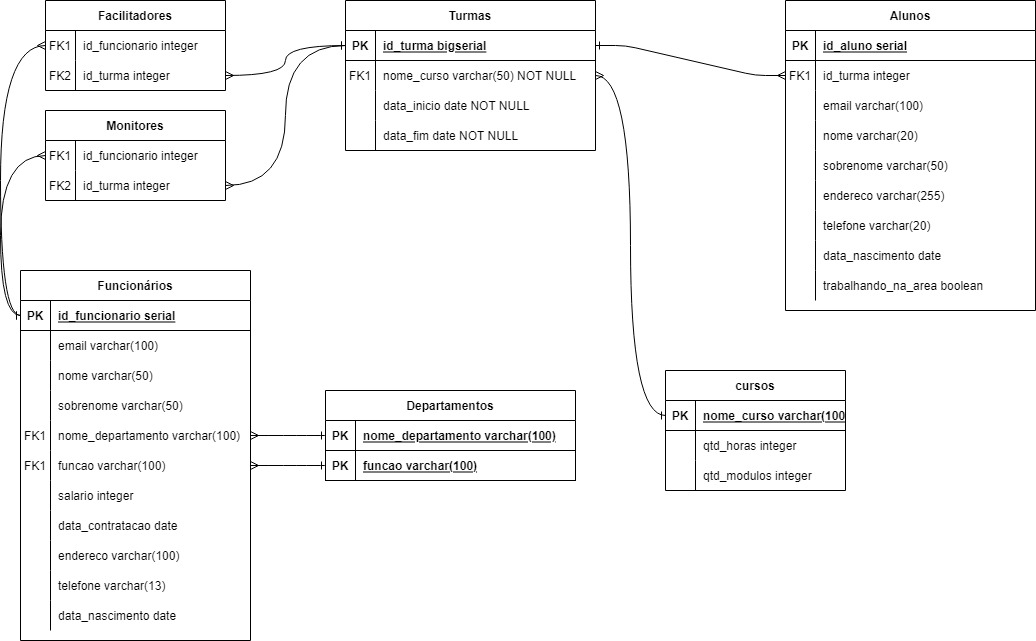 Facilitadores
FK1 id_funcionario integer
FK2 id_turma integer
Monitores
FK1 id_funcionario integer
FK2 id_turma integer
Turmas
PK id_turma bigserial
FK1 nome_curso varchar(50) NOT NULL
data_inicio date NOT NULL
data_fim date NOT NULL
Alunos
PK id_aluno serial
FK1 id_turma integer
email varchar(100)
nome varchar(20)
sobrenome varchar(50)
endereco varchar(255)
telefone varchar(20)
data_nascimento date
trabalhando_na_area boolean
Funcionários
PK id_funcionario serial
email varchar(100)
nome varchar(50)
sobrenome varchar(50)
FK1 nome_departamento varchar(100)
FK1 funcao varchar(100)
salario integer
data_contratacao date
endereco varchar(100)
telefone varchar(13)
data_nascimento date
Departamentos
PK nome_departamento varchar(100)
PK funcao varchar(100)
cursos
PK nome_curso varchar(100
qtd_horas integer
qtd_modulos integer